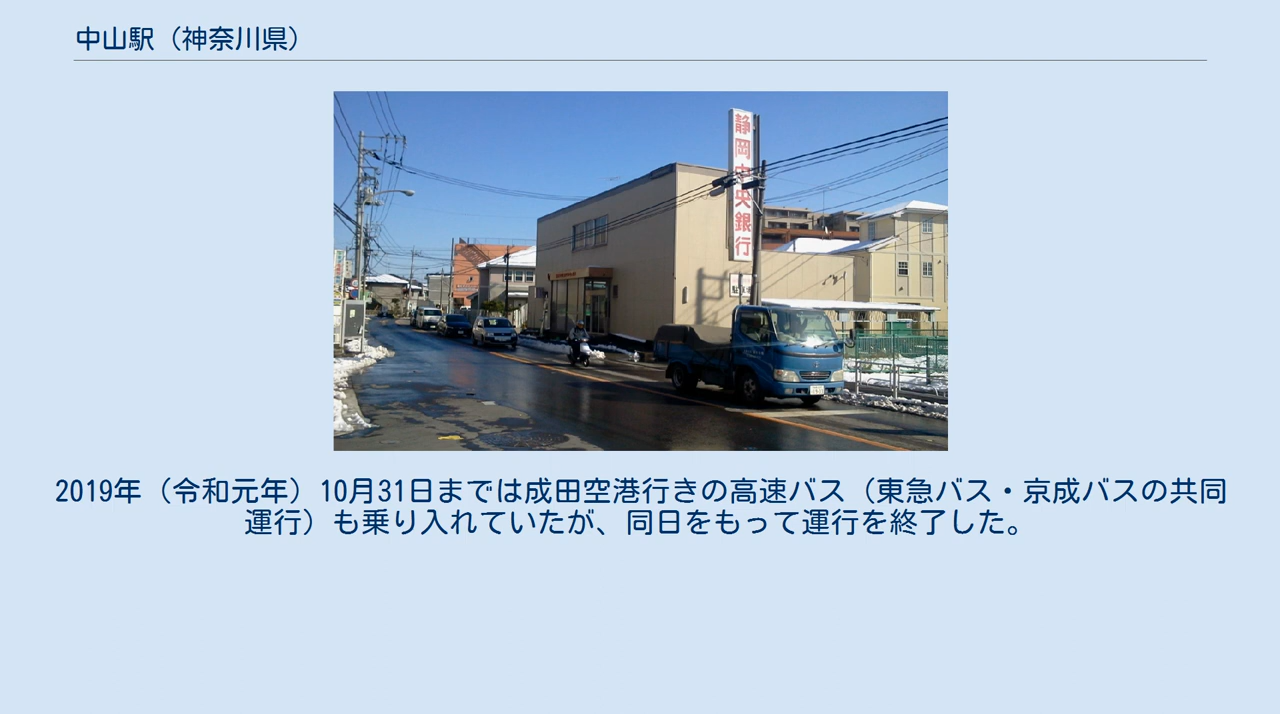 中山駅（神奈川県）
静岡中央銀行
2019年（令和元年）10月31日までは成田空港行きの高速バス（東急バス・京成バスの共同
運行）も乗り入れていたが、同日をもって運行を終了した。